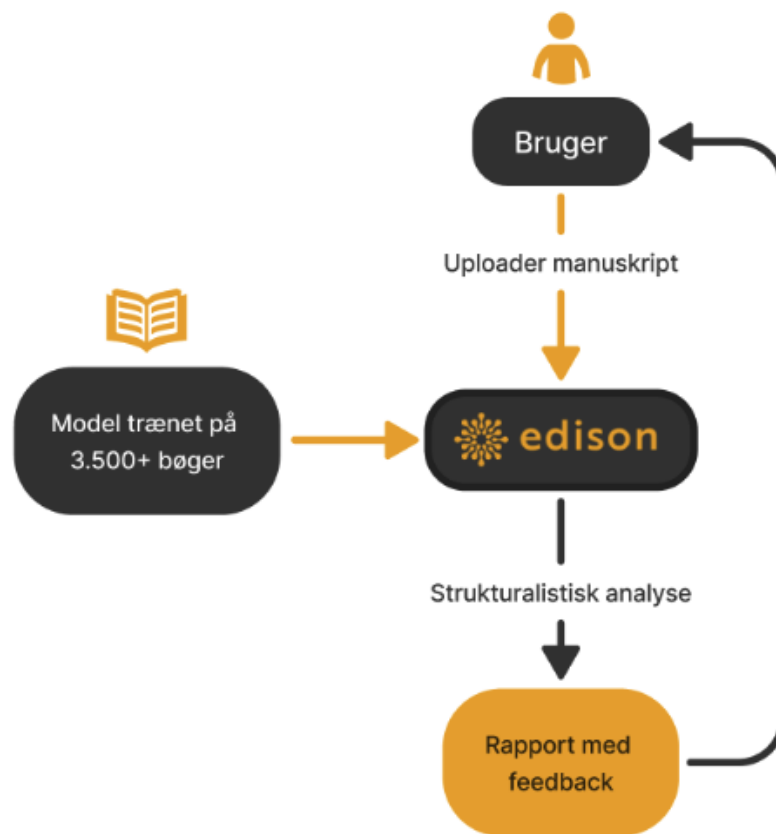 Bruger
Uploader manuskript
Model trænet på
3.500+ bøger
edison
Strukturalistisk analyse
Rapport med
feedback